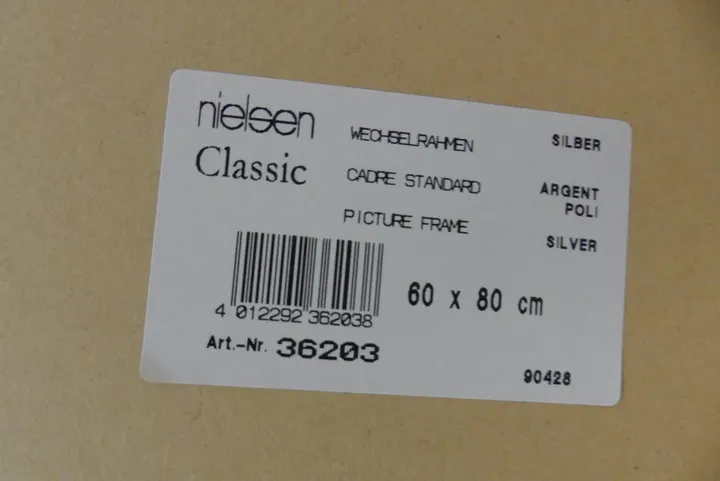 nielsen
Classic
WECHSELRAHMEN
SILBER
CADRE STANDARD
ARGENT
POLI
PICTURE FRAME
SILVER
60 x 80 cm
4 012292 362038
Art.-Nr. 36203
90428